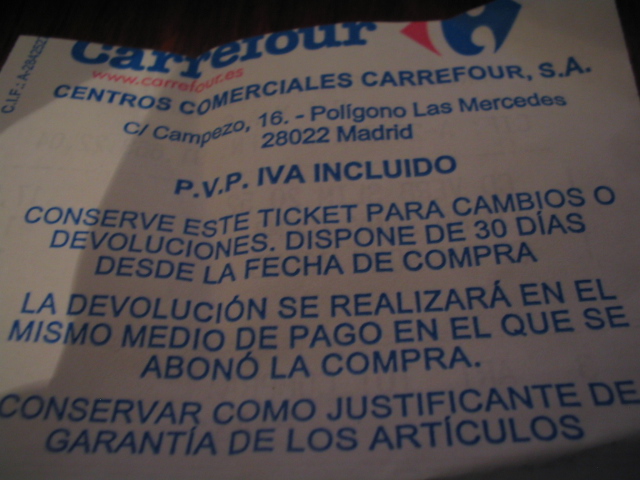 Carrefour
www.carrefour.es
CENTROS COMERCIALES CARREFOUR, S.A.
C/ Campezo, 16. - Polígono Las Mercedes
28022 Madrid
P.V.P. IVA INCLUIDO
CONSERVE ESTE TICKET PARA CAMBIOS O
DEVOLUCIONES. DISPONE DE 30 DÍAS
DESDE LA FECHA DE COMPRA
LA DEVOLUCIÓN SE REALIZARÁ EN EL
MISMO MEDIO DE PAGO EN EL QUE SE
ABONÓ LA COMPRA.
CONSERVAR COMO JUSTIFICANTE DE
GARANTÍA DE LOS ARTÍCULOS
C.I.F.: